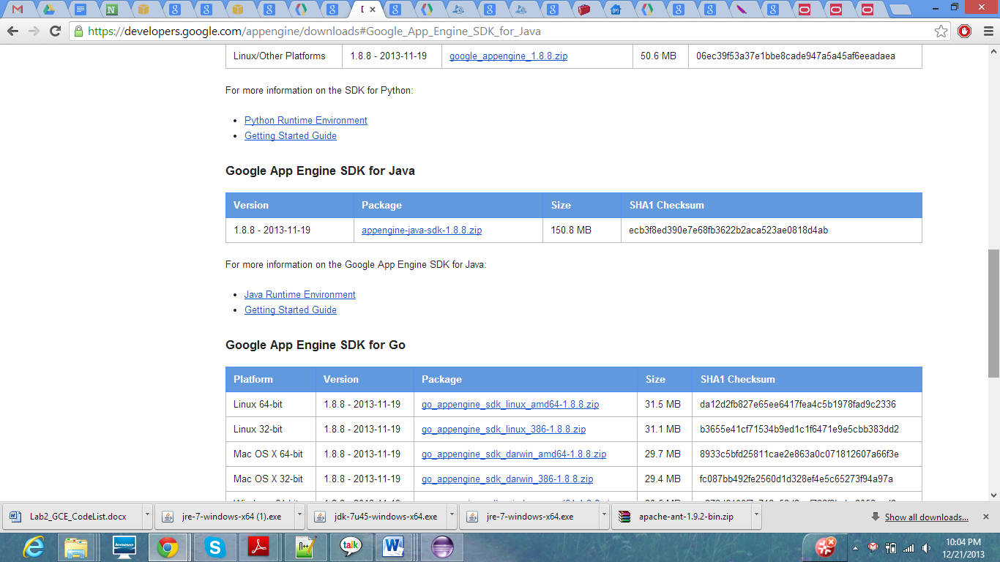 https://developers.google.com/appengine/downloads#Google_App_Engine_SDK_for_Java
Linux/Other Platforms 1.8.8 - 2013-11-19 google_appengine_1.8.8.zip 50.6 MB 06ec39f53a37e1bbe8cade947a5a45af6eeadaea
For more information on the SDK for Python:
• Python Runtime Environment
• Getting Started Guide
Google App Engine SDK for Java
Version Package Size SHA1 Checksum
1.8.8 - 2013-11-19 appengine-java-sdk-1.8.8.zip 150.8 MB ecb3f8ed390e7e68fb3622b2aca523ae0818d4ab
For more information on the Google App Engine SDK for Java:
• Java Runtime Environment
• Getting Started Guide
Google App Engine SDK for Go
Platform Version Package Size SHA1 Checksum
Linux 64-bit 1.8.8 - 2013-11-19 go_appengine_sdk_linux_amd64-1.8.8.zip 31.5 MB da12d2fb827e65ee6417fea4c5b1978fad9c2336
Linux 32-bit 1.8.8 - 2013-11-19 go_appengine_sdk_linux_386-1.8.8.zip 31.1 MB b3655e41cf71534b9ed1c1f6471e9e5cbb383dd2
Mac OS X 64-bit 1.8.8 - 2013-11-19 go_appengine_sdk_darwin_amd64-1.8.8.zip 29.7 MB 8933c5bfd25811cae2e863a0c071812607a66f3e
Mac OS X 32-bit 1.8.8 - 2013-11-19 go_appengine_sdk_darwin_386-1.8.8.zip 29.4 MB fc087bb492fe2560d1d328ef4e5c65273f94a97a
Lab2_GCE_CodeList.docx jre-7-windows-x64 (1).exe jdk-7u45-windows-x64.exe jre-7-windows-x64.exe apache-ant-1.9.2-bin.zip Show all downloads...
lenovo
talk
10:04 PM
12/21/2013